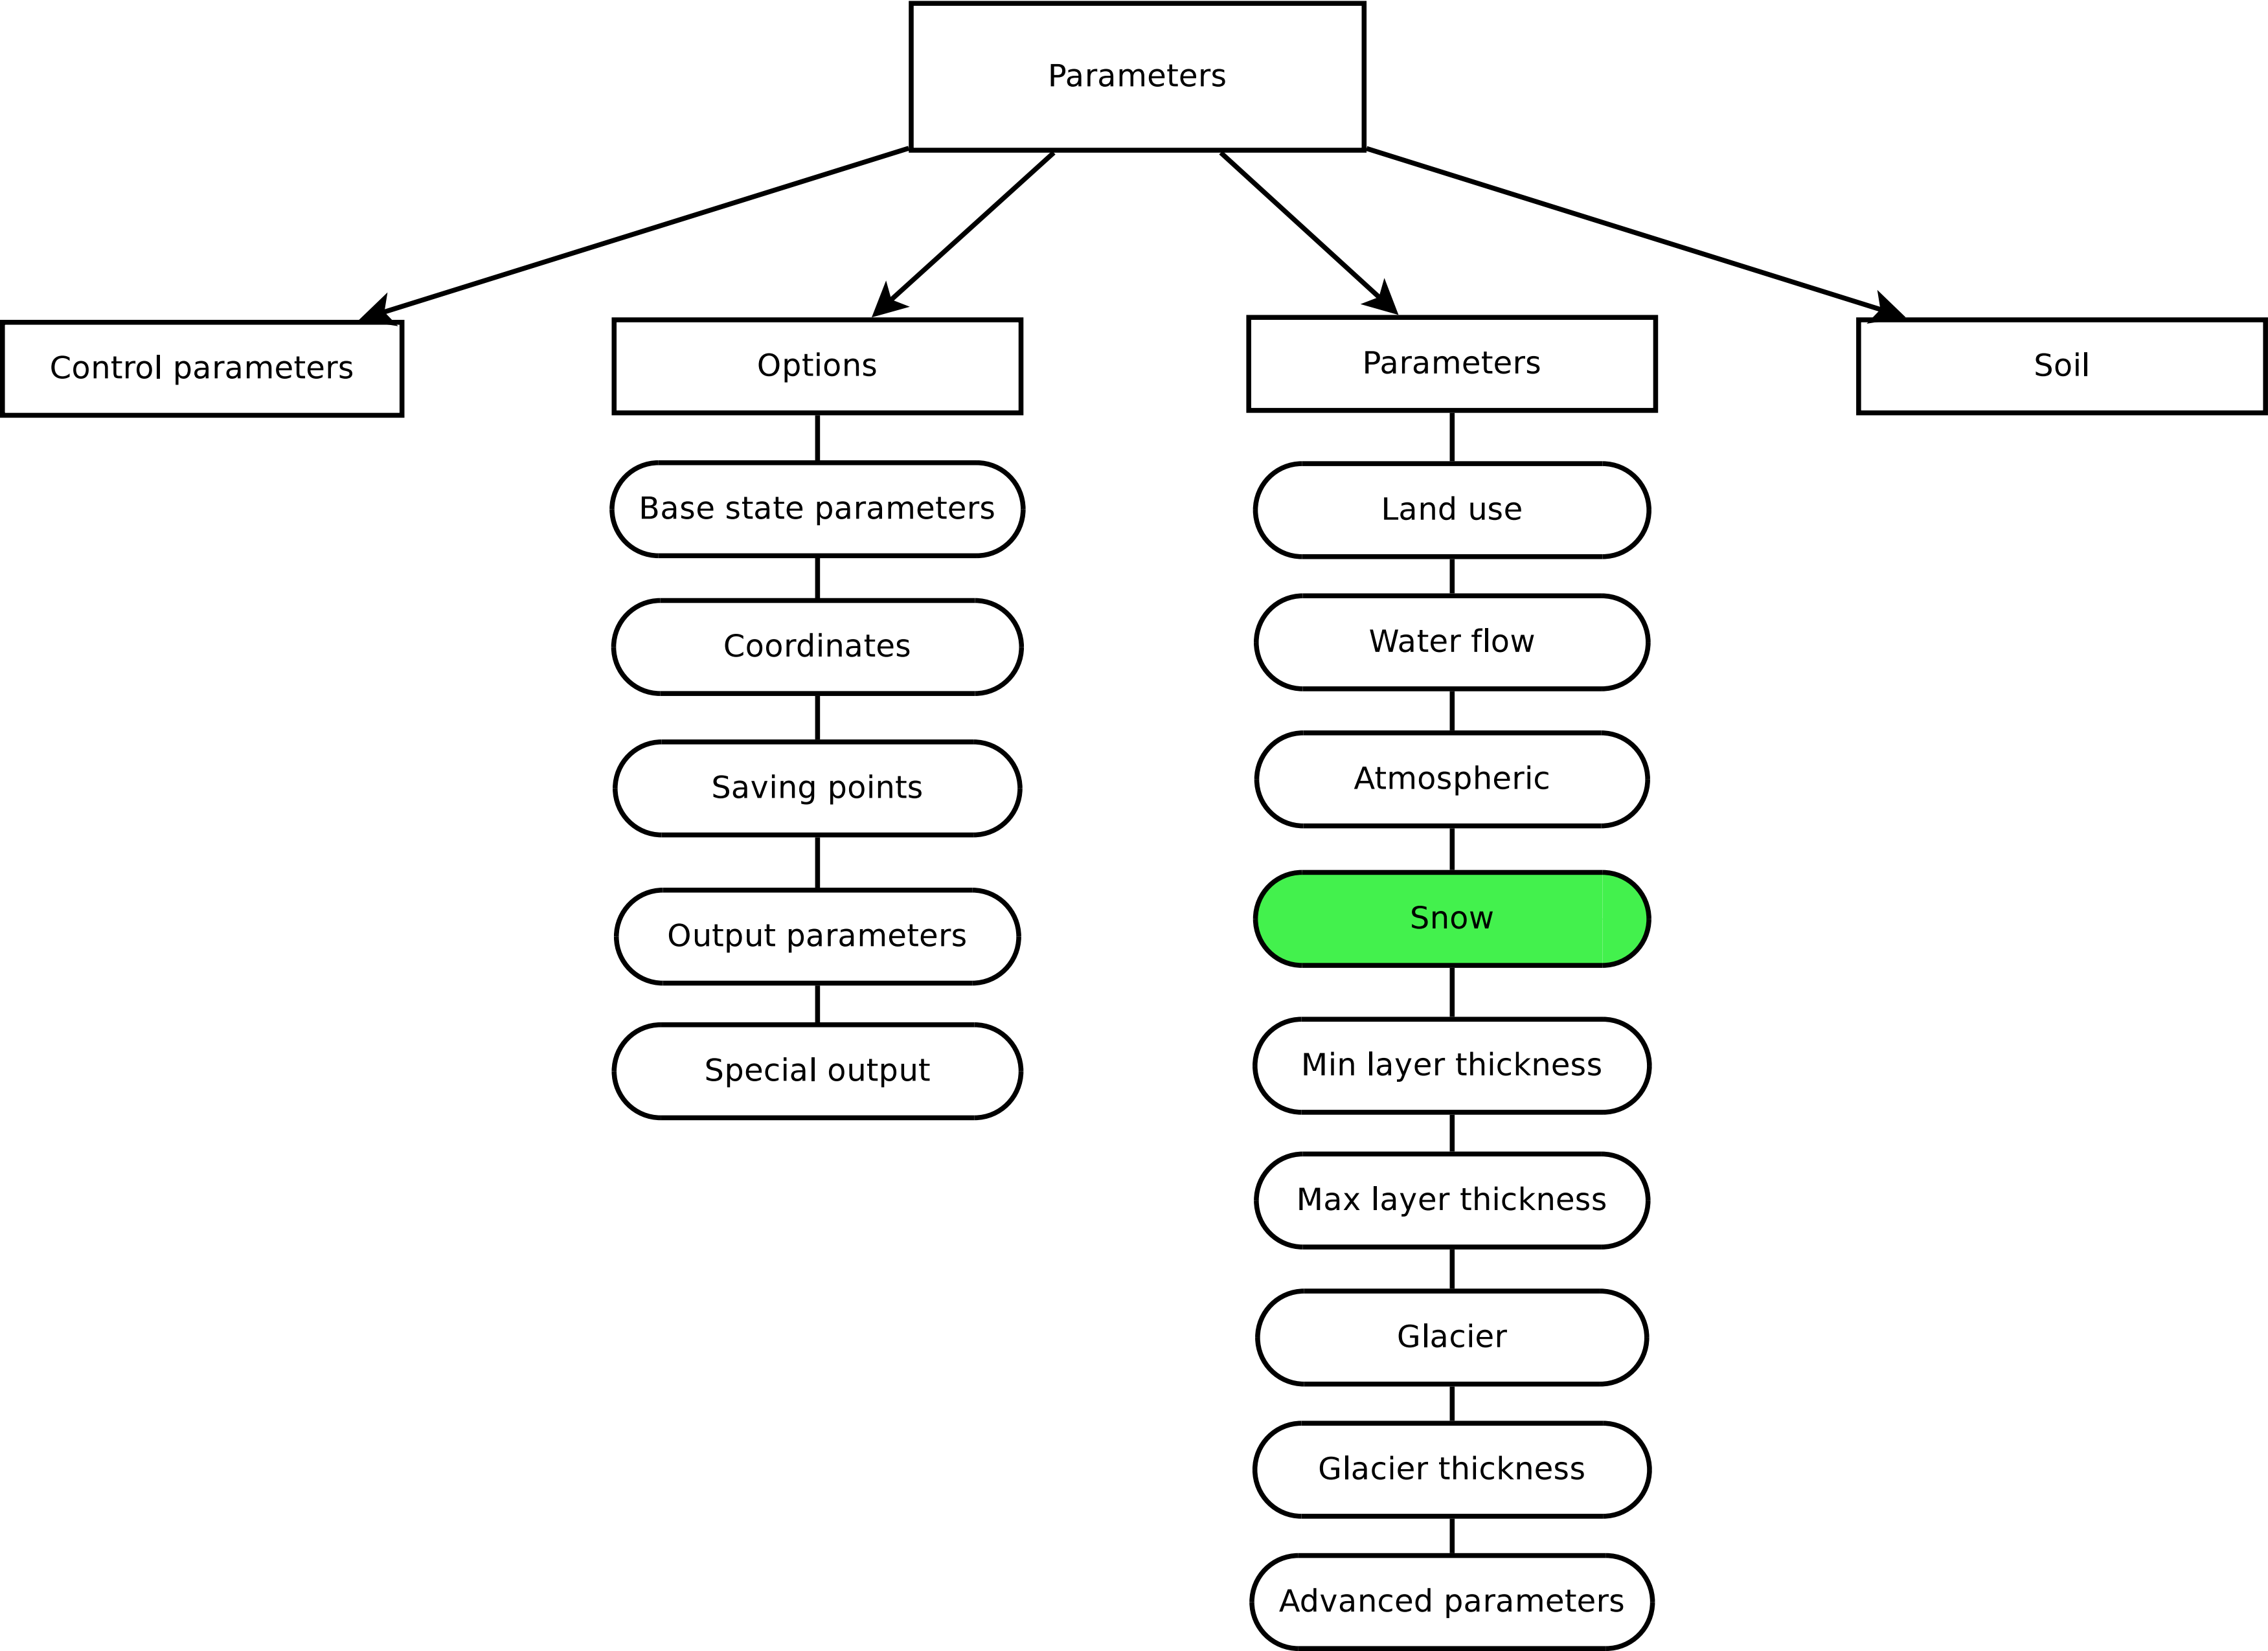 Parameters
Control parameters
Options
Parameters
Soil
Base state parameters
Coordinates
Saving points
Output parameters
Special output
Land use
Water flow
Atmospheric
Snow
Min layer thickness
Max layer thickness
Glacier
Glacier thickness
Advanced parameters